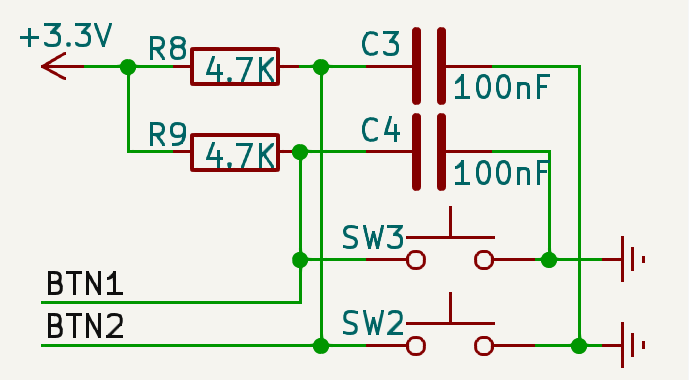 +3.3V
R8
4.7K
C3
100nF
R9
4.7K
C4
100nF
SW3
BTN1
SW2
BTN2